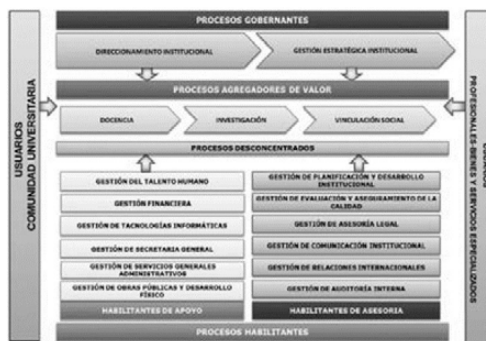 PROCESOS GOBERNANTES
DIRECCIONAMIENTO INSTITUCIONAL
GESTIÓN ESTRATÉGICA INSTITUCIONAL
PROCESOS AGREGADORES DE VALOR
DOCENCIA
INVESTIGACIÓN
VINCULACIÓN SOCIAL
PROCESOS DESCONCENTRADOS
GESTIÓN DEL TALENTO HUMANO
GESTIÓN FINANCIERA
GESTIÓN DE TECNOLOGÍAS INFORMÁTICAS
GESTIÓN DE SECRETARIA GENERAL
GESTIÓN DE SERVICIOS GENERALES
ADMINISTRATIVOS
GESTIÓN DE OBRAS PÚBLICAS Y DESARROLLO
FÍSICO
HABILITANTES DE APOYO
GESTIÓN DE PLANIFICACIÓN Y DESARROLLO
INSTITUCIONAL
GESTIÓN DE EVALUACIÓN Y ASEGURAMIENTO DE LA
CALIDAD
GESTIÓN DE ASESORÍA LEGAL
GESTIÓN DE COMUNICACIÓN INSTITUCIONAL
GESTIÓN DE RELACIONES INTERNACIONALES
GESTIÓN DE AUDITORÍA INTERNA
HABILITANTES DE ASESORIA
PROCESOS HABILITANTES
USUARIOS
COMUNIDAD UNIVERSITARIA
USUARIOS
PROFESIONALES-BIENES Y SERVICIOS ESPECIALIZADOS